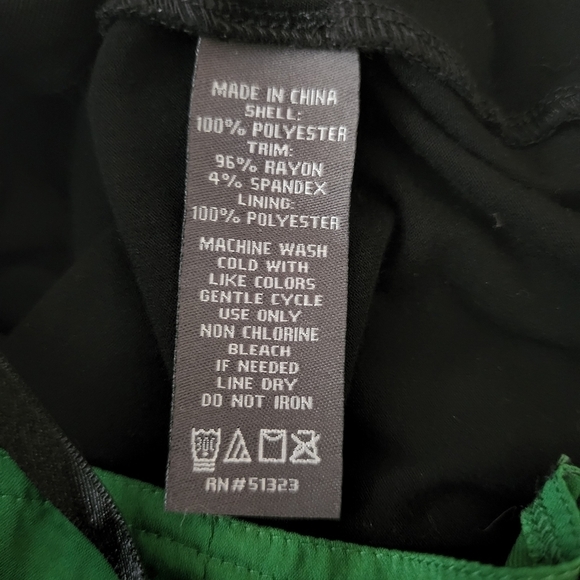 MADE IN CHINA
SHELL:
100% POLYESTER
TRIM:
96% RAYON
4% SPANDEX
LINING:
100% POLYESTER
MACHINE WASH
COLD WITH
LIKE COLORS
GENTLE CYCLE
USE ONLY
NON CHLORINE
BLEACH
IF NEEDED
LINE DRY
DO NOT IRON
30C
RN#51323